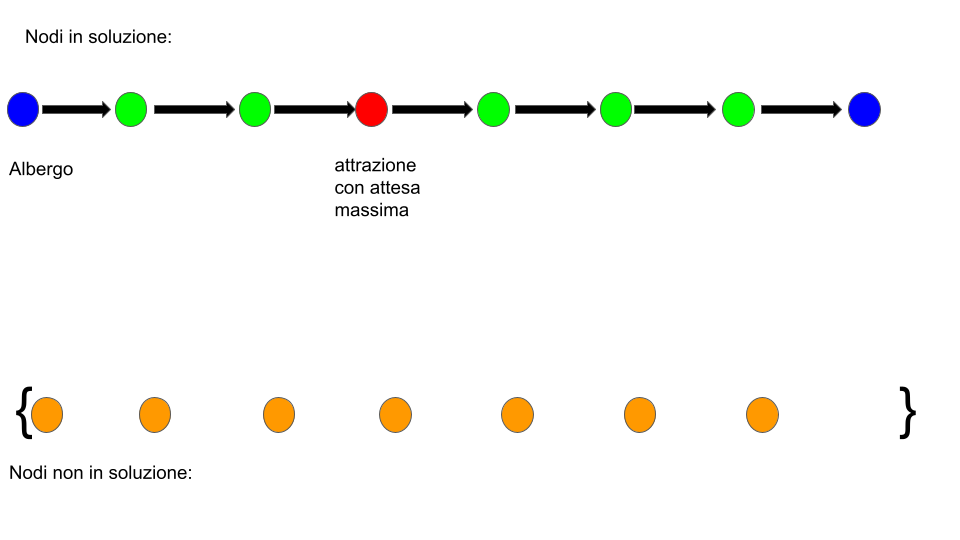 Nodi in soluzione:
Albergo
attrazione
con attesa
massima
{ }
Nodi non in soluzione: